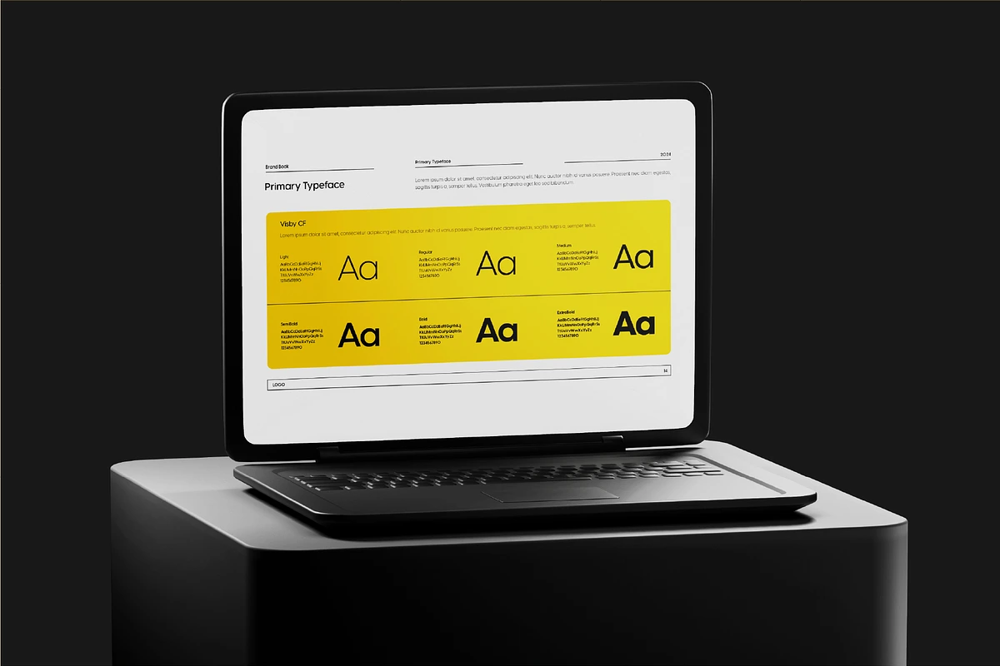 Brand Book
Primary Typeface
2024
Primary Typeface
Lorem ipsum dolor sit amet, consectetur adipiscing elit. Nunc auctor nibh id varius posuere. Praesent nec diam egestas,
sagittis turpis a, semper tellus. Vestibulum pharetra eget leo sed bibendum.
Visby CF
Lorem ipsum dolor sit amet, consectetur adipiscing elit. Nunc auctor nibh id varius posuere. Praesent nec diam egestas, sagittis turpis a, semper tellus.
Light
AaBbCcDdEeFfGgHhIiJj
KkLlMmNnOoPpQqRrSs
TtUuVvWwXxYyZz
1234567890
Aa
Regular
AaBbCcDdEeFfGgHhIiJj
KkLlMmNnOoPpQqRrSs
TtUuVvWwXxYyZz
1234567890
Aa
Medium
AaBbCcDdEeFfGgHhIiJj
KkLlMmNnOoPpQqRrSs
TtUuVvWwXxYyZz
1234567890
Aa
SemiBold
AaBbCcDdEeFfGgHhIiJj
KkLlMmNnOoPpQqRrSs
TtUuVvWwXxYyZz
1234567890
Aa
Bold
AaBbCcDdEeFfGgHhIiJj
KkLlMmNnOoPpQqRrSs
TtUuVvWwXxYyZz
1234567890
Aa
ExtraBold
AaBbCcDdEeFfGgHhIiJj
KkLlMmNnOoPpQqRrSs
TtUuVvWwXxYyZz
1234567890
Aa
LOGO
14